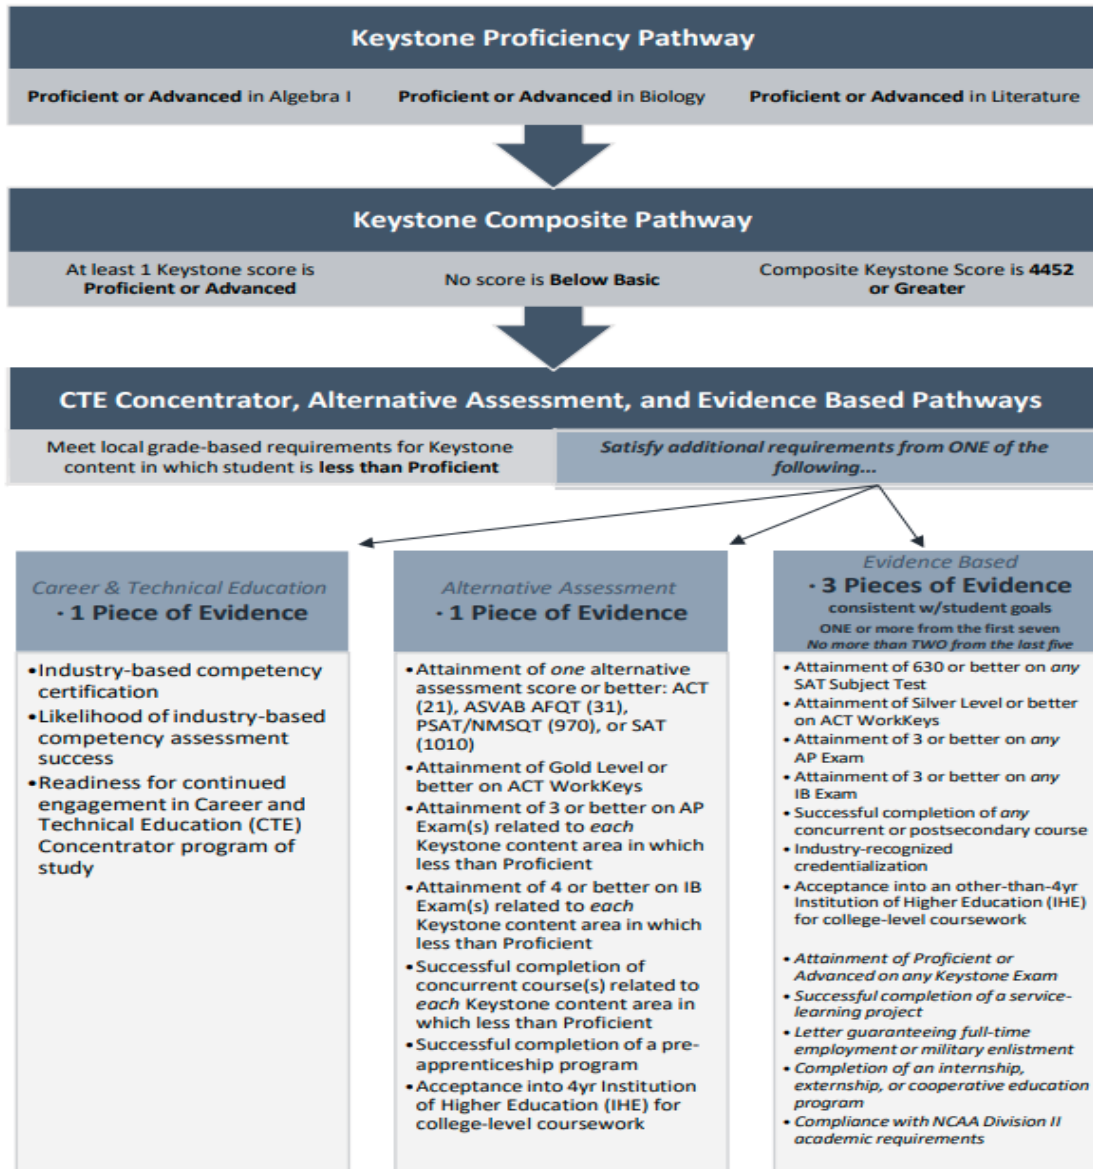 Keystone Proficiency Pathway
Proficient or Advanced in Algebra I
Proficient or Advanced in Biology
Proficient or Advanced in Literature
Keystone Composite Pathway
At least 1 Keystone score is
Proficient or Advanced
No score is Below Basic
Composite Keystone Score is 4452
or Greater
CTE Concentrator, Alternative Assessment, and Evidence Based Pathways
Meet local grade-based requirements for Keystone
content in which student is less than Proficient
Satisfy additional requirements from ONE of the
following...
Career & Technical Education
· 1 Piece of Evidence
•Industry-based competency
certification
•Likelihood of industry-based
competency assessment
success
•Readiness for continued
engagement in Career and
Technical Education (CTE)
Concentrator program of
study
Alternative Assessment
· 1 Piece of Evidence
•Attainment of one alternative
assessment score or better: ACT
(21), ASVAB AFQT (31),
PSAT/NMSQT (970), or SAT
(1010)
•Attainment of Gold Level or
better on ACT WorkKeys
•Attainment of 3 or better on AP
Exam(s) related to each
Keystone content area in which
less than Proficient
•Attainment of 4 or better on IB
Exam(s) related to each
Keystone content area in which
less than Proficient
•Successful completion of
concurrent course(s) related to
each Keystone content area in
which less than Proficient
•Successful completion of a pre-
apprenticeship program
•Acceptance into 4yr Institution
of Higher Education (IHE) for
college-level coursework
Evidence Based
· 3 Pieces of Evidence
consistent w/student goals
ONE or more from the first seven
No more than TWO from the last five
•Attainment of 630 or better on any
SAT Subject Test
•Attainment of Silver Level or better
on ACT WorkKeys
•Attainment of 3 or better on any
AP Exam
•Attainment of 3 or better on any
IB Exam
•Successful completion of any
concurrent or postsecondary course
•Industry-recognized
credentialization
•Acceptance into an other-than-4yr
Institution of Higher Education (IHE)
for college-level coursework
•Attainment of Proficient or
Advanced on any Keystone Exam
•Successful completion of a service-
learning project
•Letter guaranteeing full-time
employment or military enlistment
•Completion of an internship,
externship, or cooperative education
program
•Compliance with NCAA Division II
academic requirements